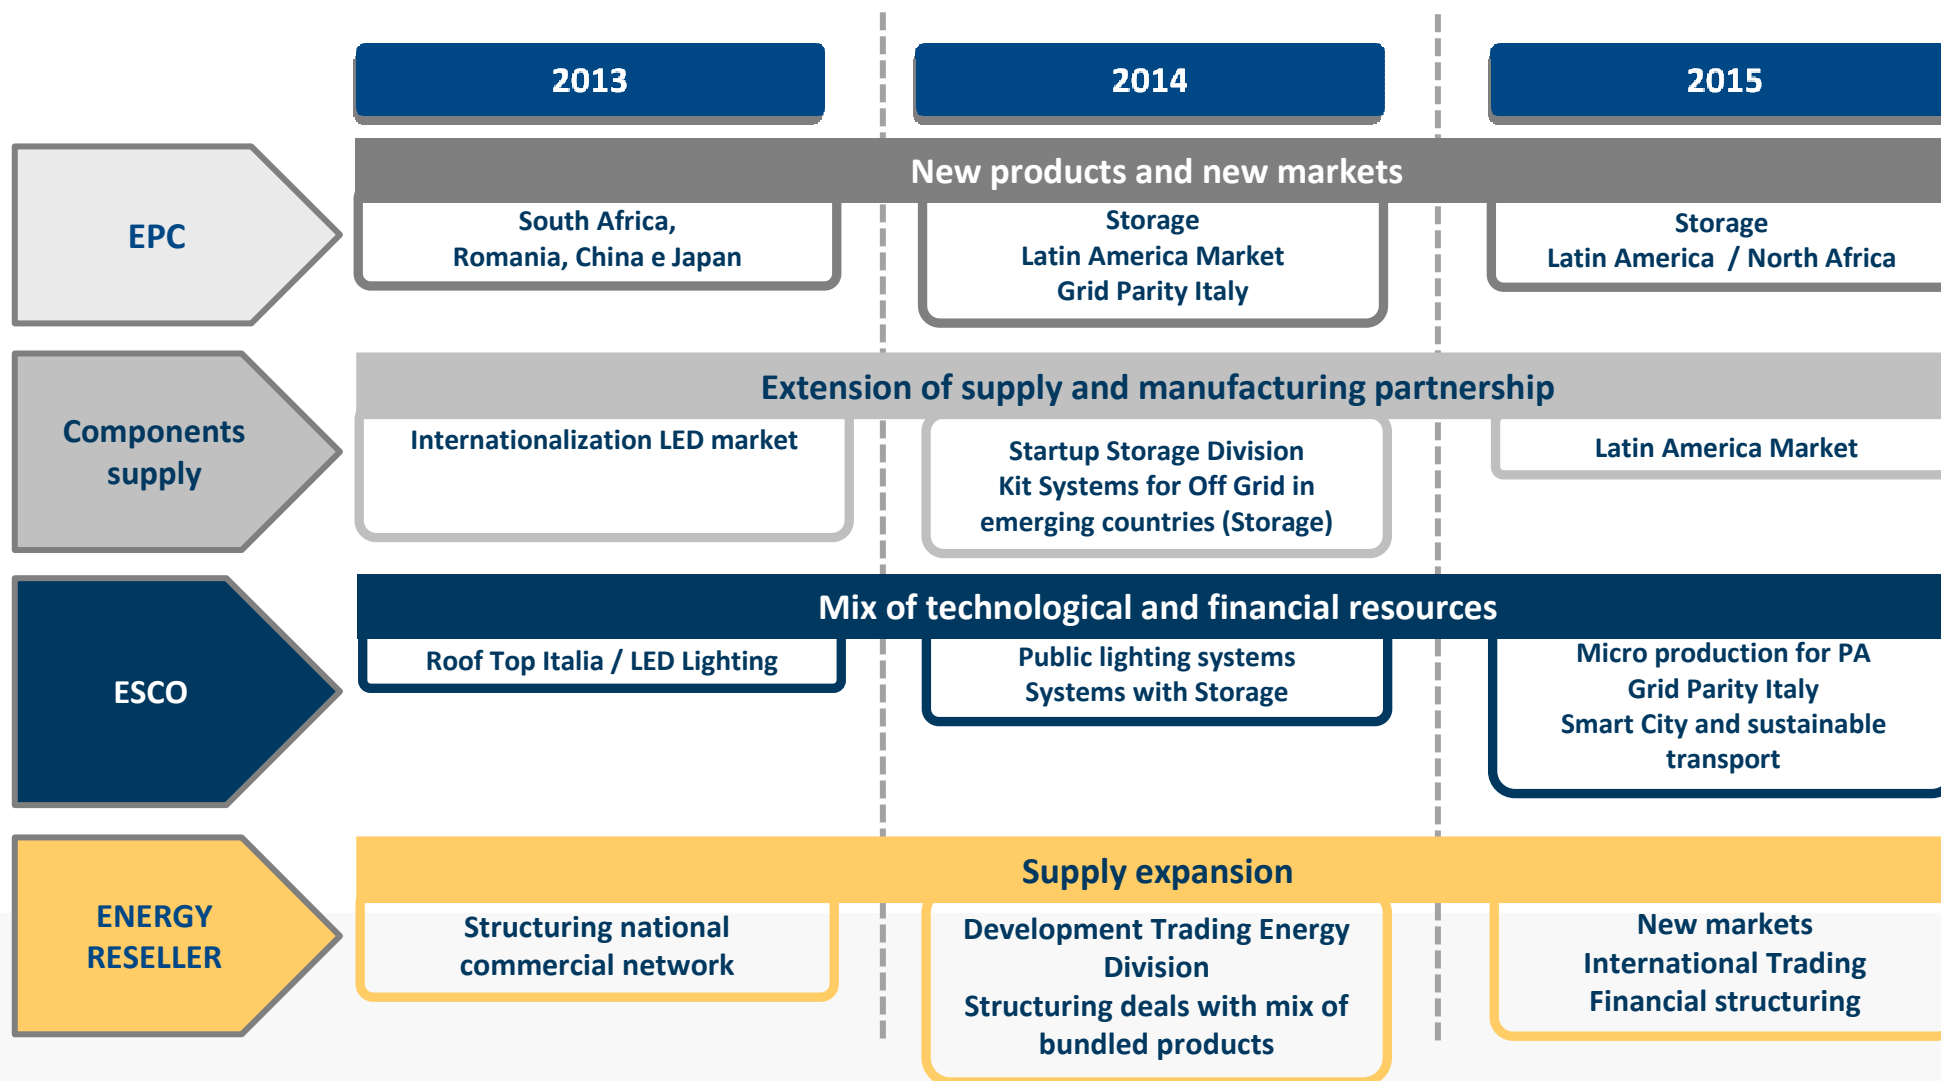 2013
2014
2015
EPC
New products and new markets
South Africa,
Romania, China e Japan
Storage
Latin America Market
Grid Parity Italy
Storage
Latin America / North Africa
Components
supply
Extension of supply and manufacturing partnership
Internationalization LED market
Startup Storage Division
Kit Systems for Off Grid in
emerging countries (Storage)
Latin America Market
ESCO
Mix of technological and financial resources
Roof Top Italia / LED Lighting
Public lighting systems
Systems with Storage
Micro production for PA
Grid Parity Italy
Smart City and sustainable
transport
ENERGY
RESELLER
Supply expansion
Structuring national
commercial network
Development Trading Energy
Division
Structuring deals with mix of
bundled products
New markets
International Trading
Financial structuring